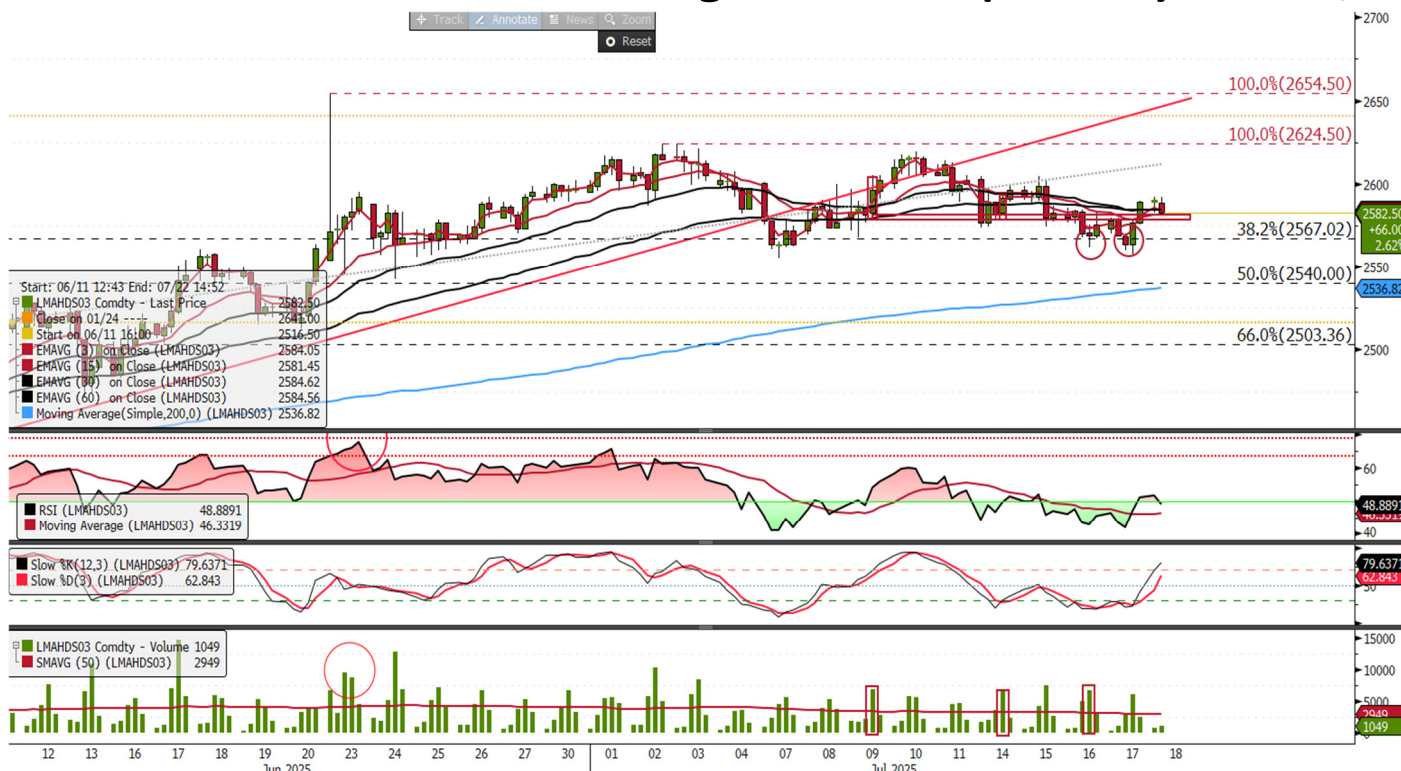 Track Annotate News Zoom
Reset
2700
2650
2600
2550
2500
100.0%(2654.50)
100.0%(2624.50)
38.2%(2567.02)
50.0%(2540.00)
66.0%(2503.36)
2582.50
+66.00
2.62%
2536.82
Start: 06/11 12:43 End: 07/22 14:52
LMAHDS03 Comdty - Last Price 2582.50
Close on 01/24 ---- 2641.00
Start on 06/11 16:00 2516.50
EMAVG (3) on Close (LMAHDS03) 2584.05
EMAVG (15) on Close (LMAHDS03) 2581.45
EMAVG (30) on Close (LMAHDS03) 2584.62
EMAVG (60) on Close (LMAHDS03) 2584.56
Moving Average(Simple,200,0) (LMAHDS03) 2536.82
RSI (LMAHDS03) 48.8891
Moving Average (LMAHDS03) 46.3319
60
48.8891
40
Slow %K(12,3) (LMAHDS03) 79.6371
Slow %D(3) (LMAHDS03) 62.843
79.6371
62.843
50
LMAHDS03 Comdty - Volume 1049
SMAVG (50) (LMAHDS03) 2949
15000
10000
5000
2949
1049
12 13 16 17 18 19 20 23 24 25 26 27 30 01 02 03 04 07 08 09 10 11 14 15 16 17 18
Jun 2025 Jul 2025